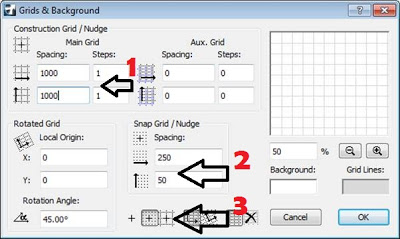 Grids & Background
Construction Grid / Nudge
Main Grid
Aux. Grid
Spacing:
Steps:
Spacing:
Steps:
1000
1
0
0
1000
1
0
0
1
Rotated Grid
Local Origin:
X:
0
Y:
0
Rotation Angle:
45.00°
Snap Grid / Nudge
Spacing:
250
50
2
3
50
%
Background:
Grid Lines:
Cancel
OK